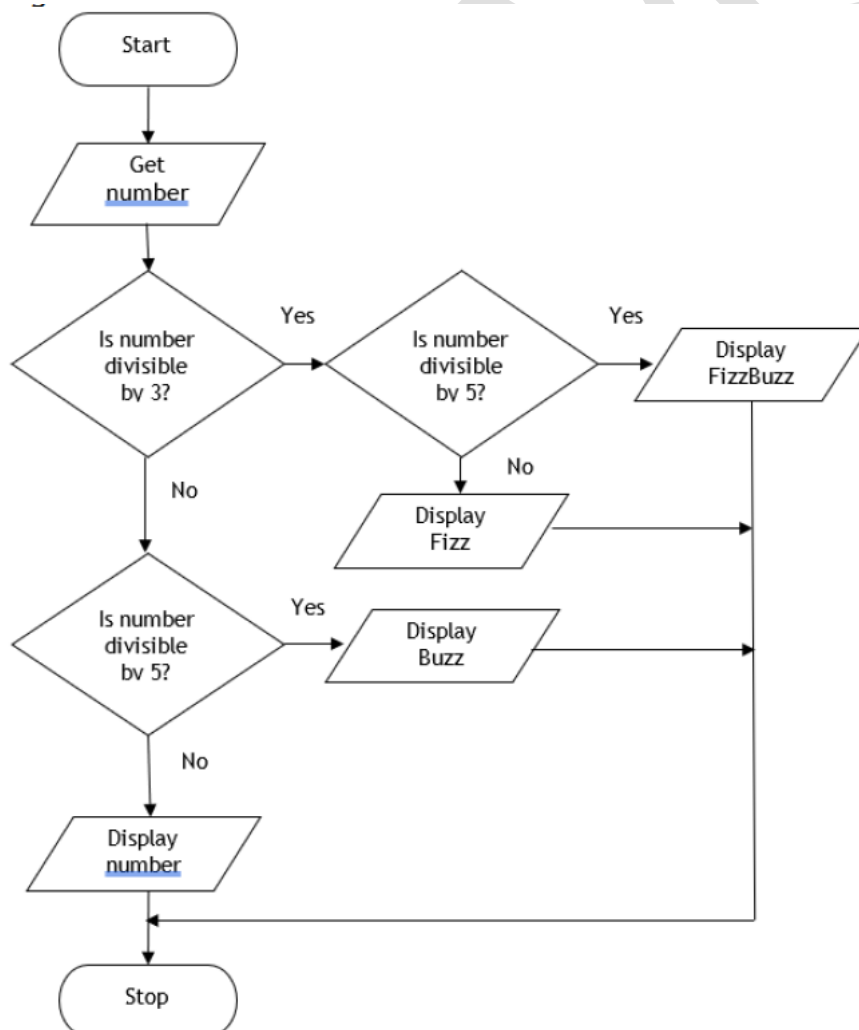 Start
Get
number
Yes
Yes
Is number
divisible
by 3?
Is number
divisible
by 5?
Display
FizzBuzz
No
No
Display
Fizz
Is number
divisible
by 5?
Yes
Display
Buzz
No
Display
number
Stop